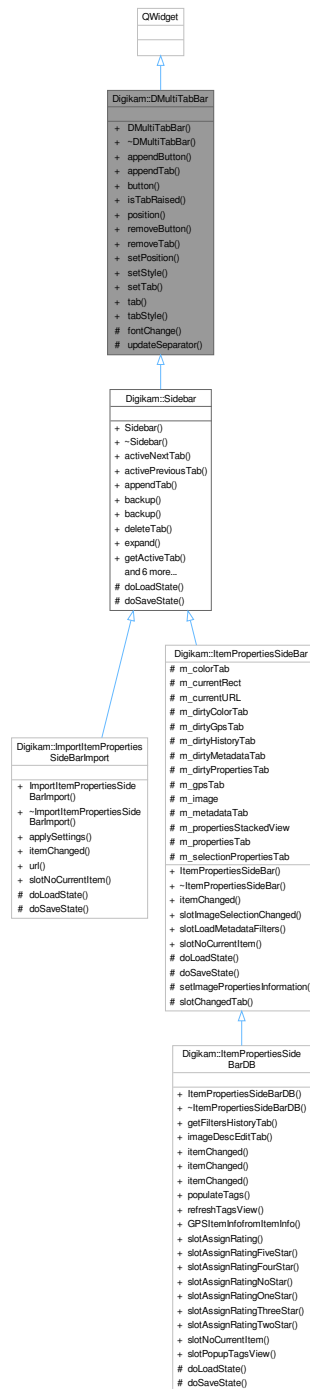 QWidget
Digikam::DMultiTabBar
+ DMultiTabBar()
+ ~DMultiTabBar()
+ appendButton()
+ appendTab()
+ button()
+ isTabRaised()
+ position()
+ removeButton()
+ removeTab()
+ setPosition()
+ setStyle()
+ setTab()
+ tab()
+ tabStyle()
# fontChange()
# updateSeparator()
Digikam::Sidebar
+ Sidebar()
+ ~Sidebar()
+ activeNextTab()
+ activePreviousTab()
+ appendTab()
+ backup()
+ backup()
+ deleteTab()
+ expand()
+ getActiveTab()
and 6 more...
# doLoadState()
# doSaveState()
Digikam::ImportItemProperties
SideBarImport
+ ImportItemPropertiesSide
BarImport()
+ ~ImportItemPropertiesSide
BarImport()
+ applySettings()
+ itemChanged()
+ url()
+ slotNoCurrentItem()
# doLoadState()
# doSaveState()
Digikam::ItemPropertiesSideBar
# m_colorTab
# m_currentRect
# m_currentURL
# m_dirtyColorTab
# m_dirtyGpsTab
# m_dirtyHistoryTab
# m_dirtyMetadataTab
# m_dirtyPropertiesTab
# m_gpsTab
# m_image
# m_metadataTab
# m_propertiesStackedView
# m_propertiesTab
# m_selectionPropertiesTab
+ ItemPropertiesSideBar()
+ ~ItemPropertiesSideBar()
+ itemChanged()
+ slotImageSelectionChanged()
+ slotLoadMetadataFilters()
+ slotNoCurrentItem()
# doLoadState()
# doSaveState()
# setImagePropertiesInformation(
# slotChangedTab()
Digikam::ItemPropertiesSide
BarDB
+ ItemPropertiesSideBarDB()
+ ~ItemPropertiesSideBarDB()
+ getFiltersHistoryTab()
+ imageDescEditTab()
+ itemChanged()
+ itemChanged()
+ itemChanged()
+ populateTags()
+ refreshTagsView()
+ GPSItemInfofromItemInfo()
+ slotAssignRating()
+ slotAssignRatingFiveStar()
+ slotAssignRatingFourStar()
+ slotAssignRatingNoStar()
+ slotAssignRatingOneStar()
+ slotAssignRatingThreeStar()
+ slotAssignRatingTwoStar()
+ slotNoCurrentItem()
+ slotPopupTagsView()
# doLoadState()
# doSaveState()